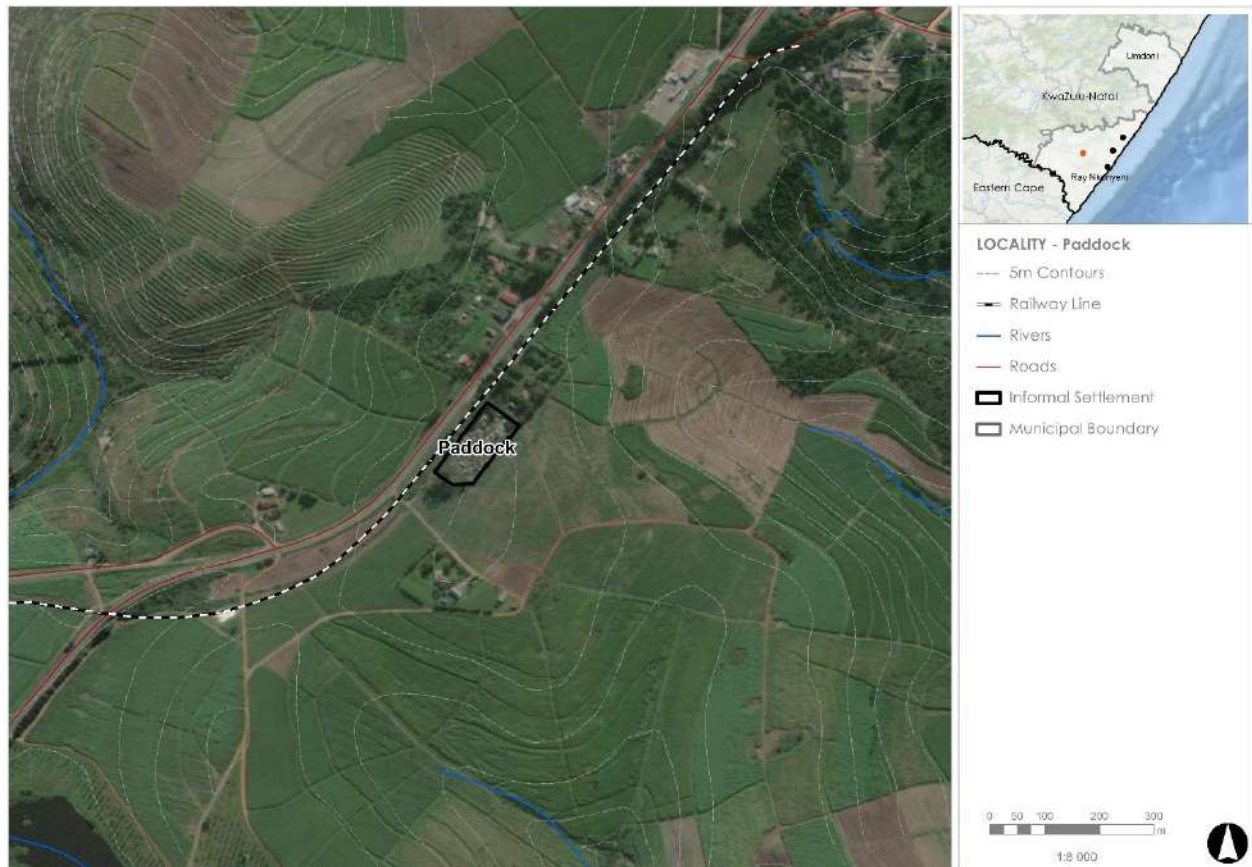 Paddock
Umdoni
KwaZulu-Natal
Ray Nkonyeni
Eastern Cape
LOCALITY - Paddock
5m Contours
Railway Line
Rivers
Roads
Informal Settlement
Municipal Boundary
0 50 100 200 300
m
1:6 000